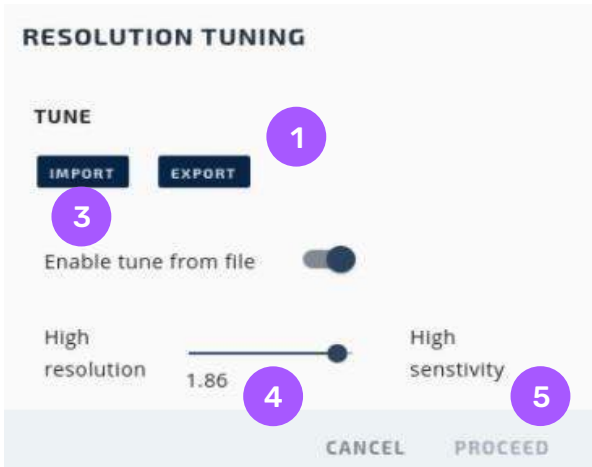 RESOLUTION TUNING
TUNE
1
IMPORT EXPORT
3
Enable tune from file
High resolution
1.86
High senstivity
4
5
CANCEL PROCEED